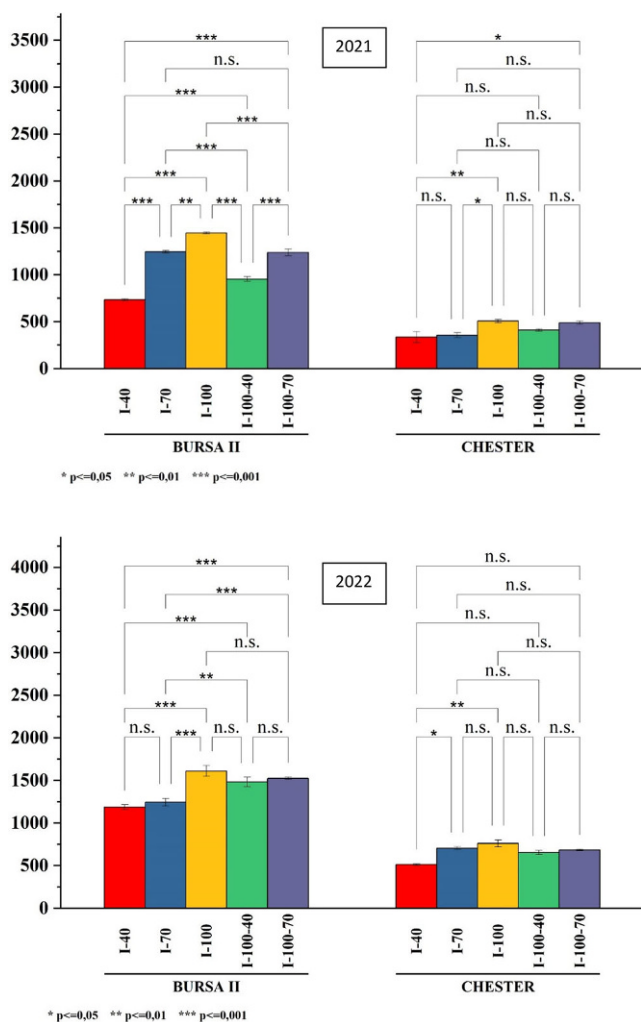 2021
3500
3000
2500
2000
1500
1000
500
0
*** *
n.s. n.s.
*** n.s.
*** n.s.
*** n.s.
*** **
*** ** *** *** n.s. * n.s. n.s.
I-40 I-70 I-100 I-100-40 I-100-70 I-40 I-70 I-100 I-100-40 I-100-70
BURSA II CHESTER
* p<=0,05 ** p<=0,01 *** p<=0,001
2022
4000
3500
3000
2500
2000
1500
1000
500
0
*** n.s.
*** n.s.
*** n.s.
n.s. n.s.
** n.s.
*** **
n.s. *** n.s. n.s. * n.s. n.s. n.s.
I-40 I-70 I-100 I-100-40 I-100-70 I-40 I-70 I-100 I-100-40 I-100-70
BURSA II CHESTER
* p<=0,05 ** p<=0,01 *** p<=0,001